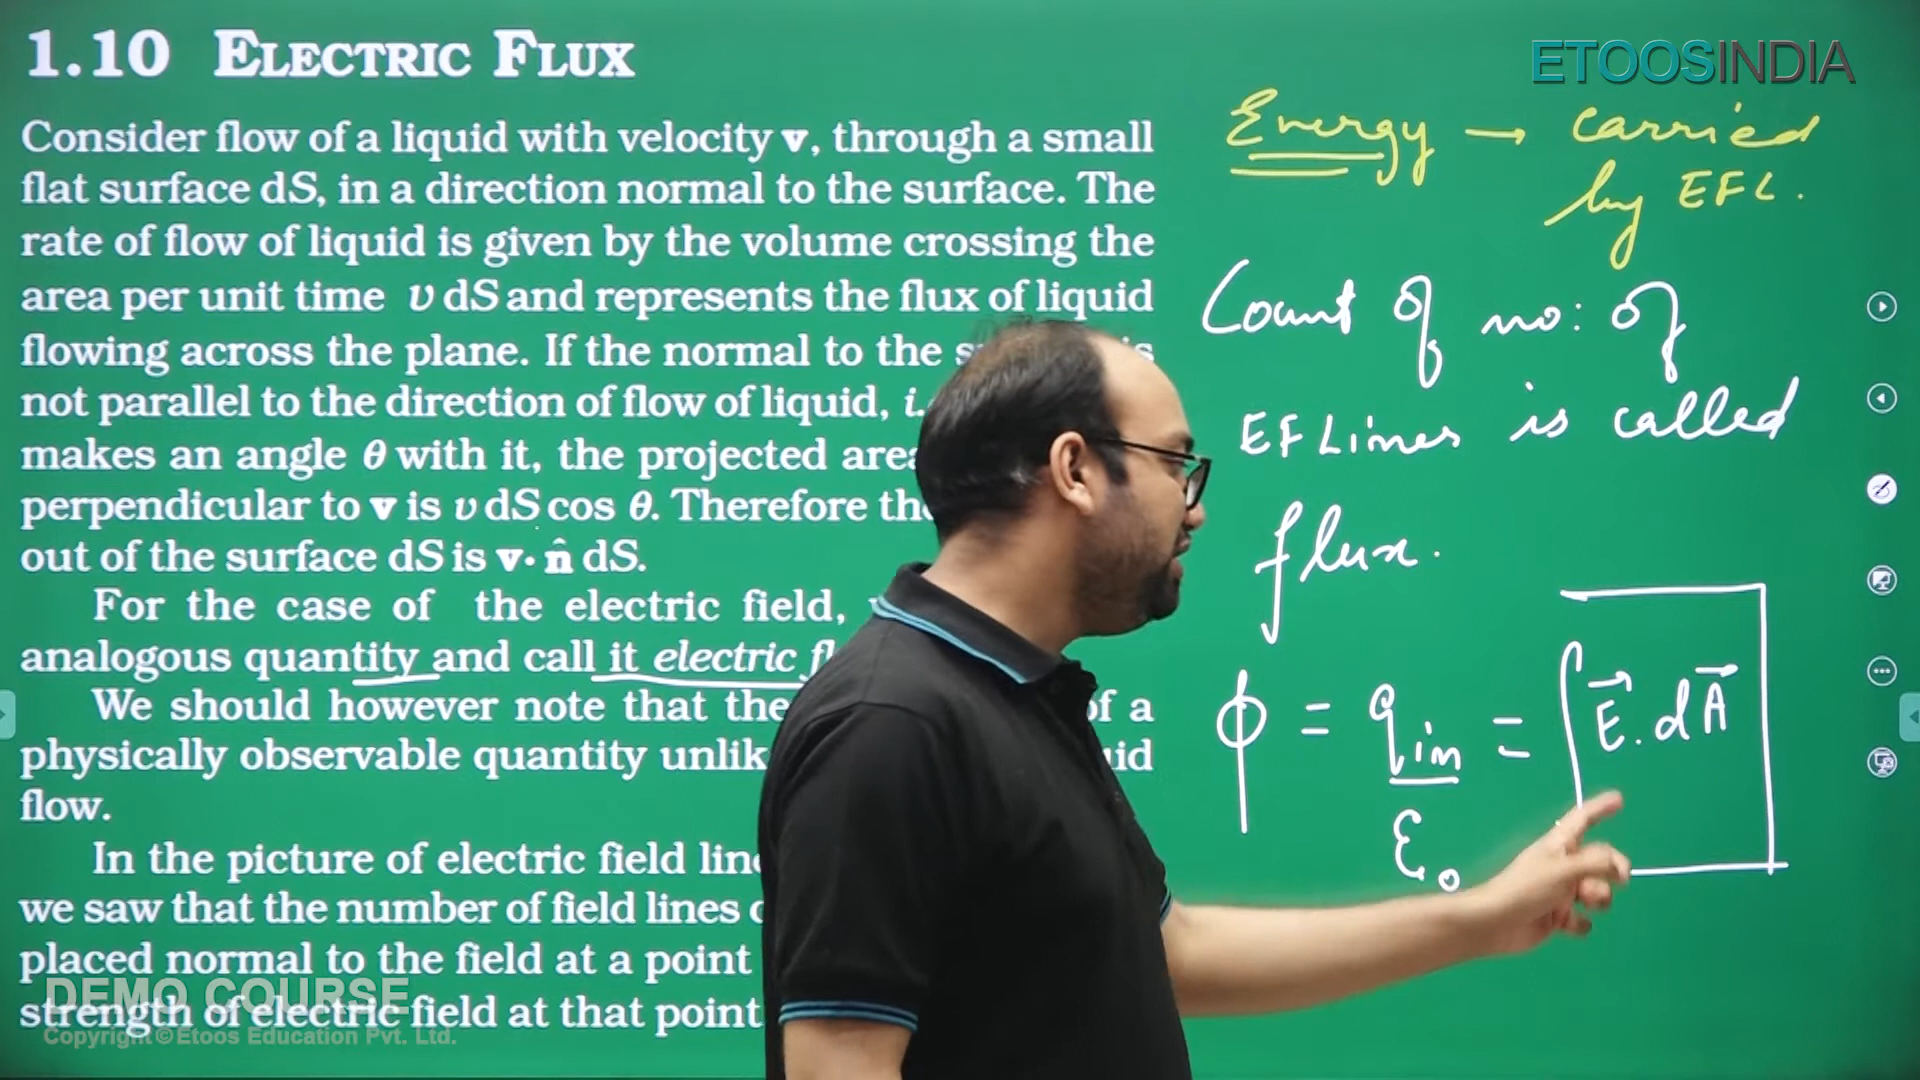 1.10 ELECTRIC FLUX
Consider flow of a liquid with velocity v, through a small
flat surface dS, in a direction normal to the surface. The
rate of flow of liquid is given by the volume crossing the
area per unit time υ dS and represents the flux of liquid
flowing across the plane. If the normal to the s is
not parallel to the direction of flow of liquid, i.
makes an angle θ with it, the projected area
perpendicular to v is υ dS cos θ. Therefore the
out of the surface dS is v. n̂ dS.
For the case of the electric field,
analogous quantity and call it electric fl
We should however note that the of a
physically observable quantity unlik uid
flow.
In the picture of electric field line
we saw that the number of field lines
placed normal to the field at a point
strength of electric field at that point.
DEMO COURSE
Copyright © Etoos Education Pvt. Ltd.
ETOOSINDIA
Energy → carried
by EFL.
Count of no: of
EFLines is called
flux.
ϕ = qin/ε₀ = ∫E⃗.dA⃗